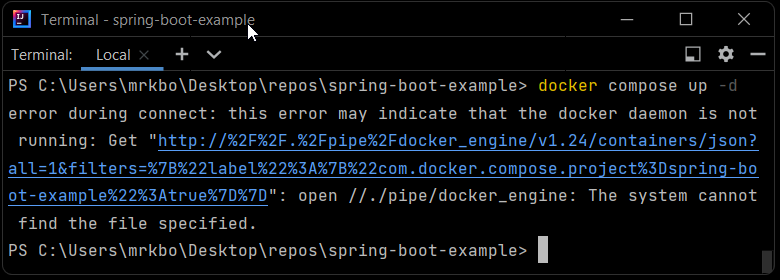 Terminal - spring-boot-example
Terminal: Local
PS C:\Users\mrkbo\Desktop\repos\spring-boot-example> docker compose up -d
error during connect: this error may indicate that the docker daemon is not
running: Get "http://%2F%2F.%2Fpipe%2Fdocker_engine/v1.24/containers/json?
all=1&filters=%7B%22label%22%3A%7B%22com.docker.compose.project%3Dspring-bo
ot-example%22%3Atrue%7D%7D": open //./pipe/docker_engine: The system cannot
find the file specified.
PS C:\Users\mrkbo\Desktop\repos\spring-boot-example>